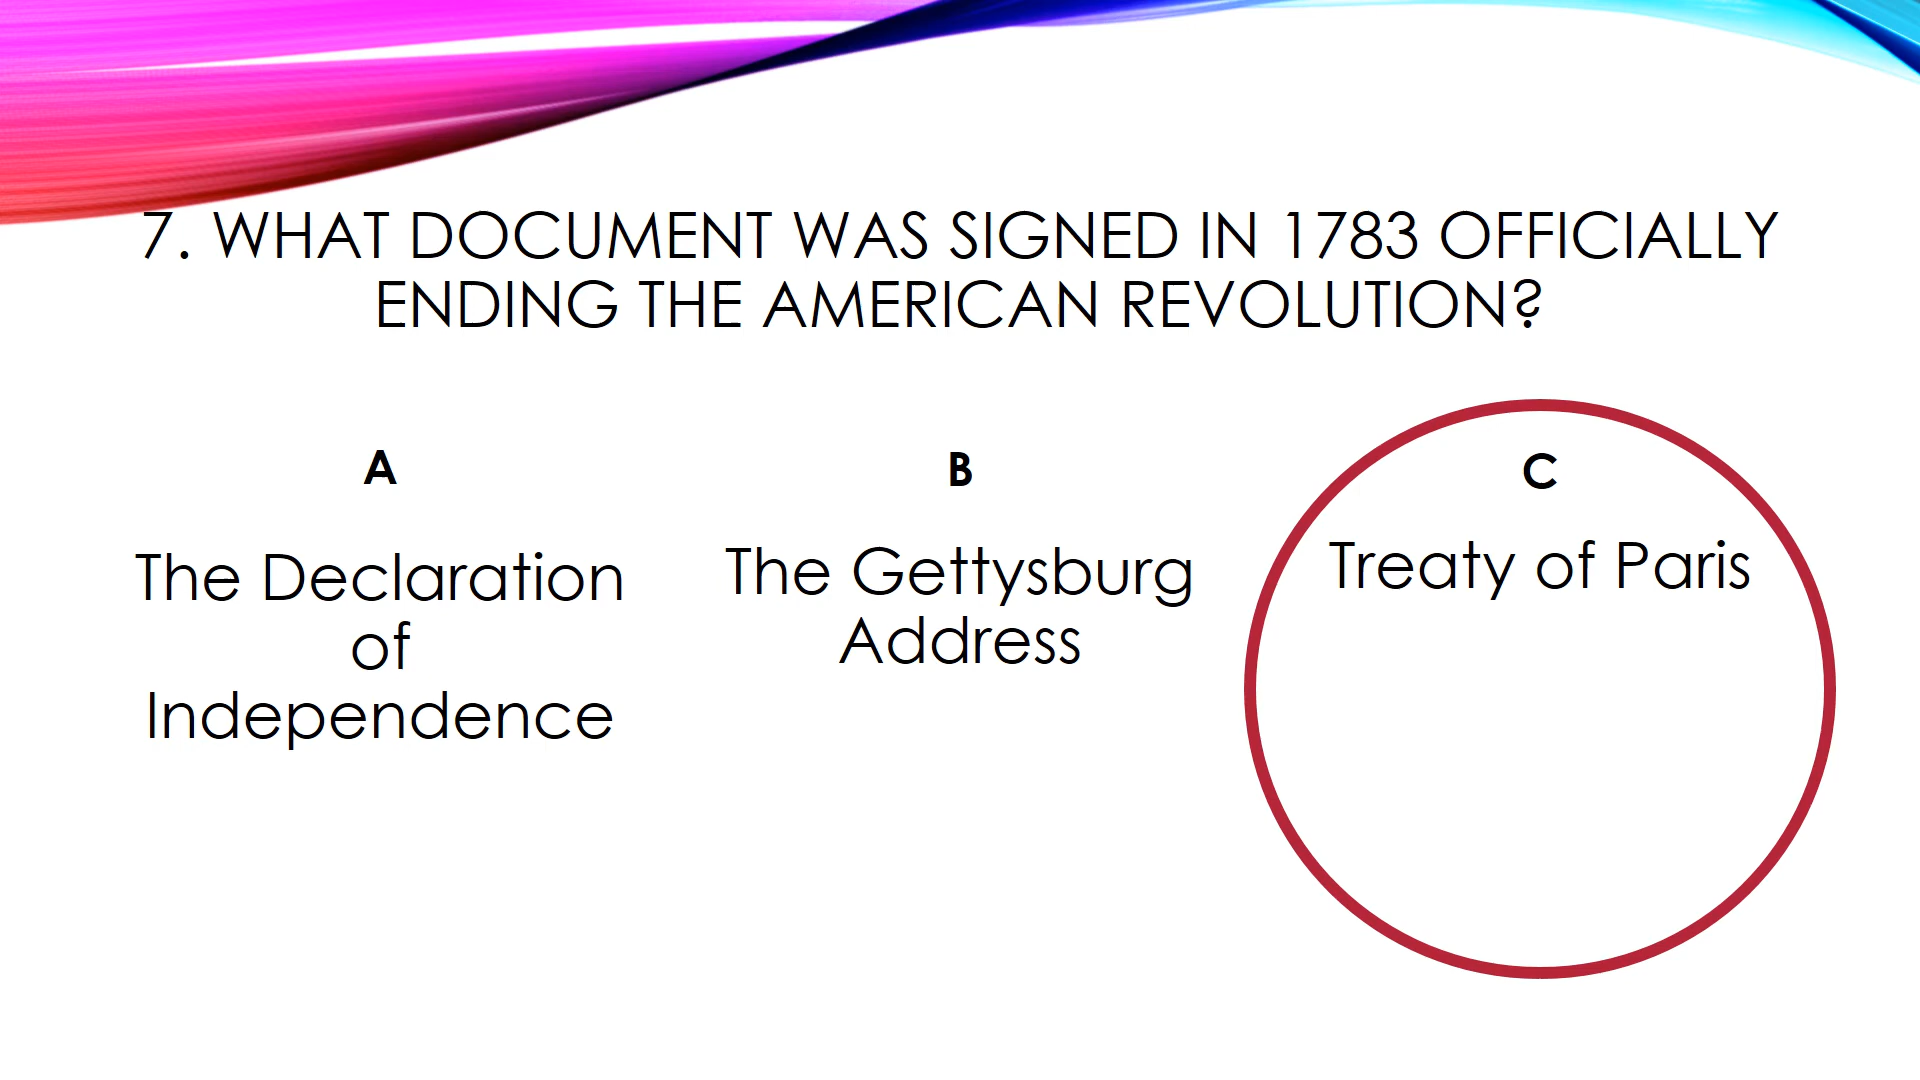 7. WHAT DOCUMENT WAS SIGNED IN 1783 OFFICIALLY
ENDING THE AMERICAN REVOLUTION?
A
The Declaration
of
Independence
B
The Gettysburg
Address
C
Treaty of Paris